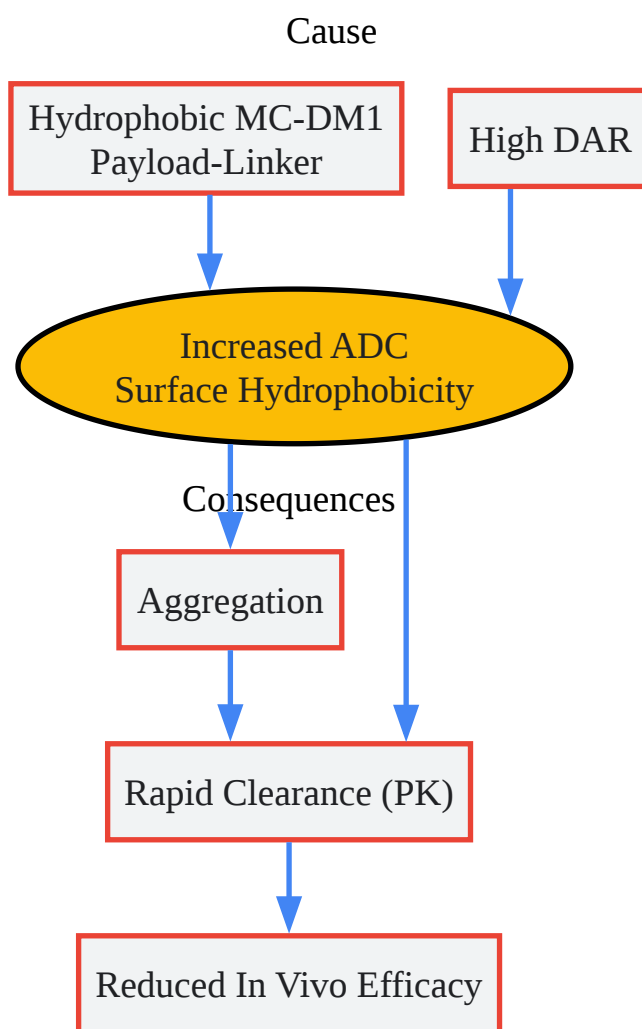 Cause
Hydrophobic MC-DM1
Payload-Linker
High DAR
Increased ADC
Surface Hydrophobicity
Consequences
Aggregation
Rapid Clearance (PK)
Reduced In Vivo Efficacy